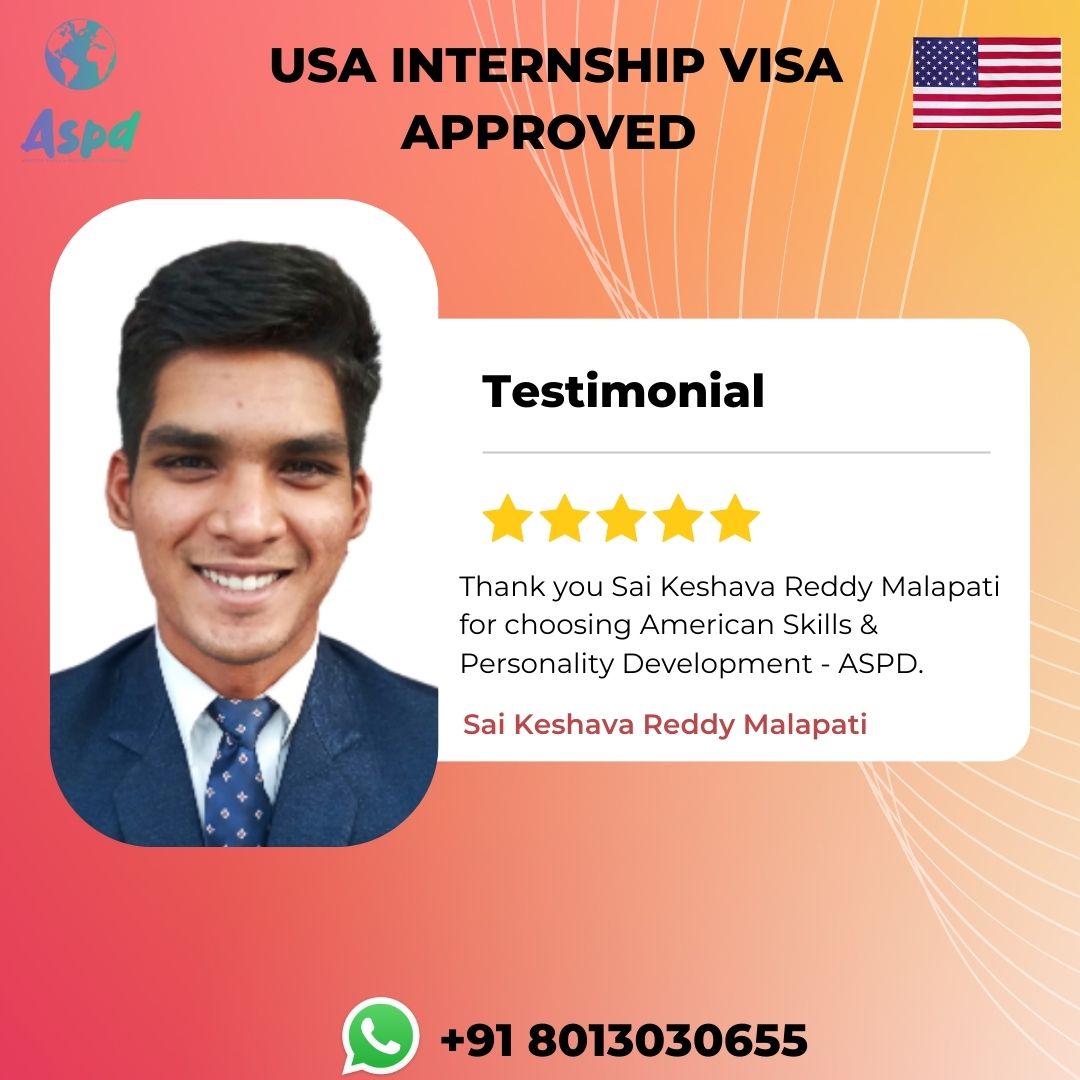 Aspd
USA INTERNSHIP VISA
APPROVED
Testimonial
Thank you Sai Keshava Reddy Malapati
for choosing American Skills &
Personality Development - ASPD.
Sai Keshava Reddy Malapati
+91 8013030655